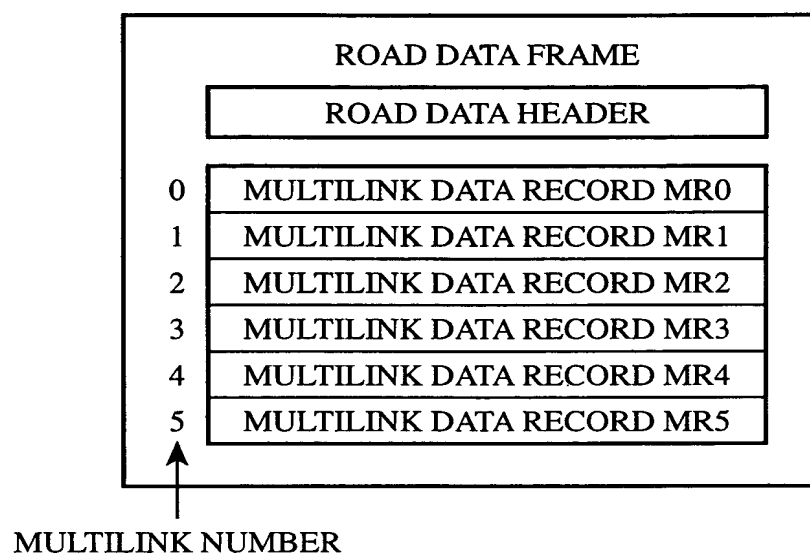 ROAD DATA FRAME
ROAD DATA HEADER
0 MULTILINK DATA RECORD MR0
1 MULTILINK DATA RECORD MR1
2 MULTILINK DATA RECORD MR2
3 MULTILINK DATA RECORD MR3
4 MULTILINK DATA RECORD MR4
5 MULTILINK DATA RECORD MR5
MULTILINK NUMBER